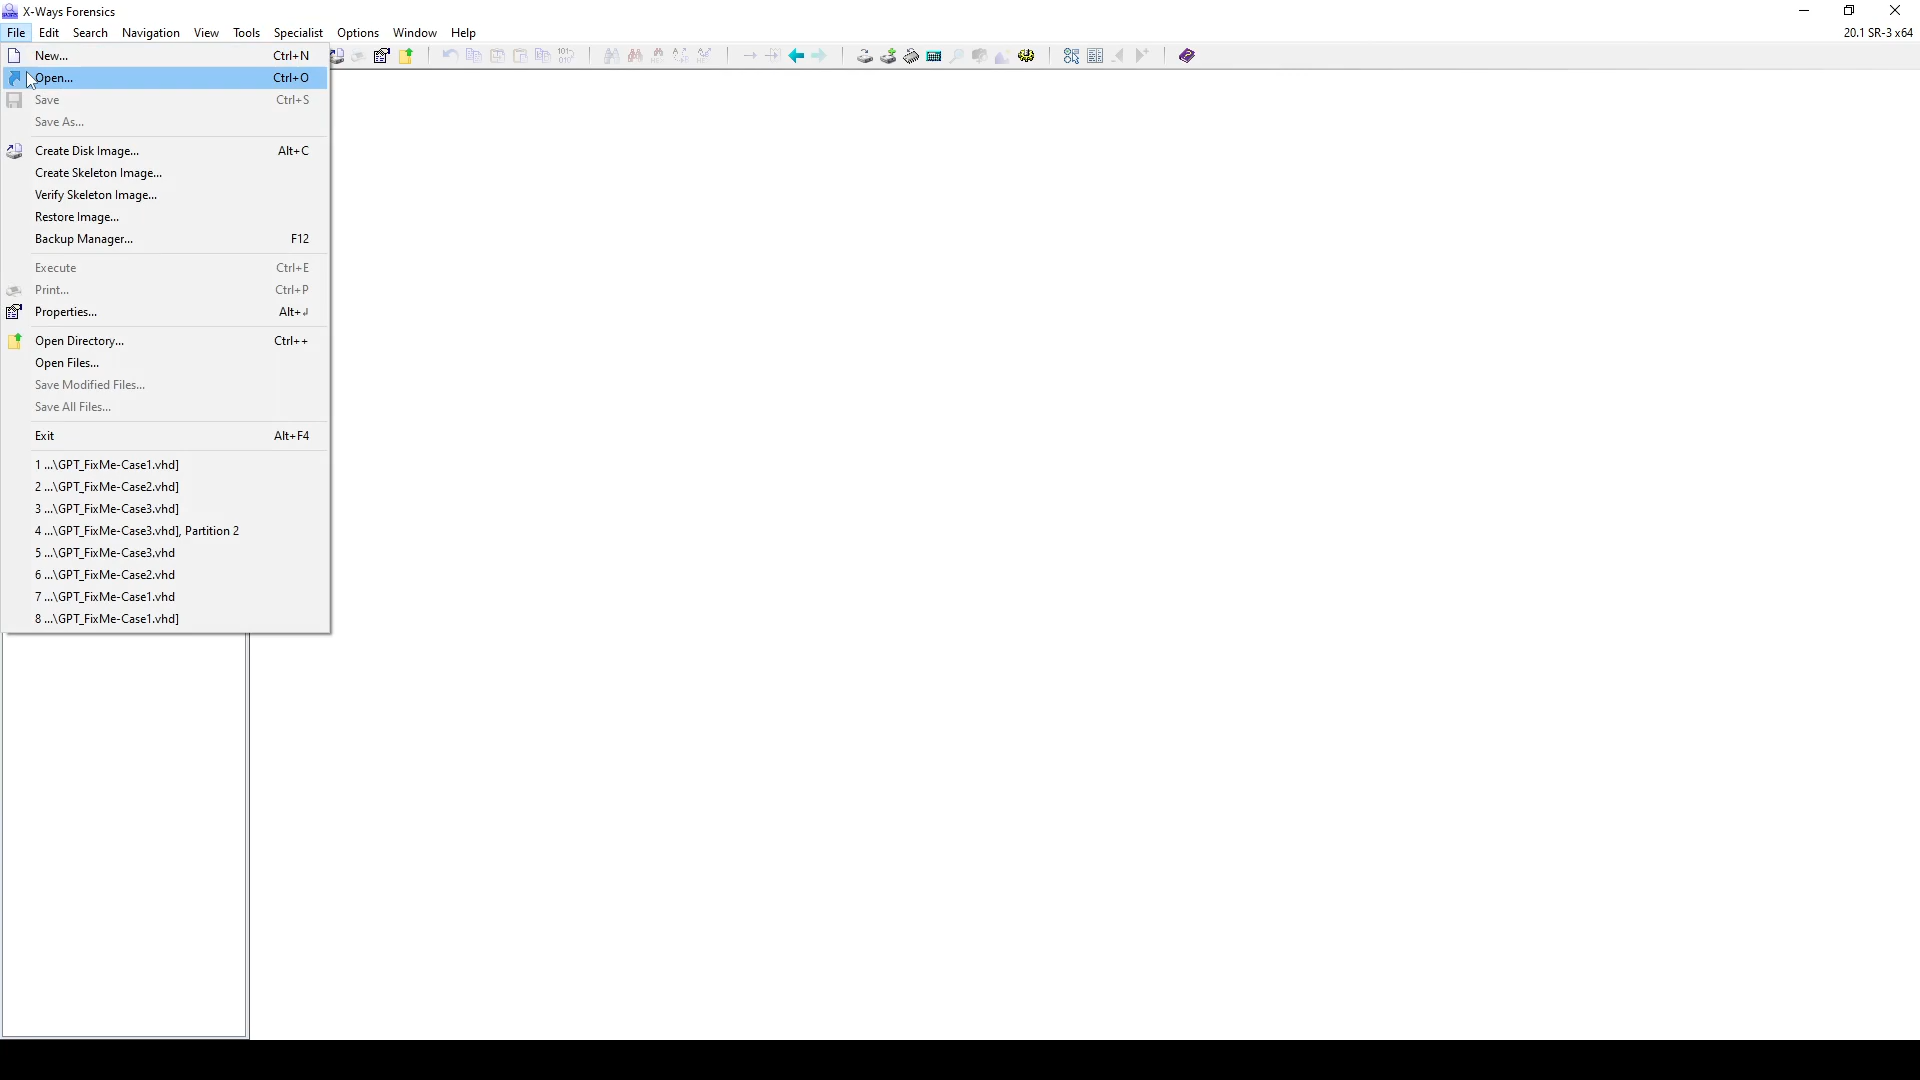 X-Ways Forensics
File Edit Search Navigation View Tools Specialist Options Window Help
20.1 SR-3 x64
New... Ctrl+N
Open... Ctrl+O
Save Ctrl+S
Save As...
Create Disk Image... Alt+C
Create Skeleton Image...
Verify Skeleton Image...
Restore Image...
Backup Manager... F12
Execute Ctrl+E
Print... Ctrl+P
Properties... Alt+↲
Open Directory... Ctrl++
Open Files...
Save Modified Files...
Save All Files...
Exit Alt+F4
1 ...\GPT_FixMe-Case1.vhd]
2 ...\GPT_FixMe-Case2.vhd]
3 ...\GPT_FixMe-Case3.vhd]
4 ...\GPT_FixMe-Case3.vhd], Partition 2
5 ...\GPT_FixMe-Case3.vhd
6 ...\GPT_FixMe-Case2.vhd
7 ...\GPT_FixMe-Case1.vhd
8 ...\GPT_FixMe-Case1.vhd]